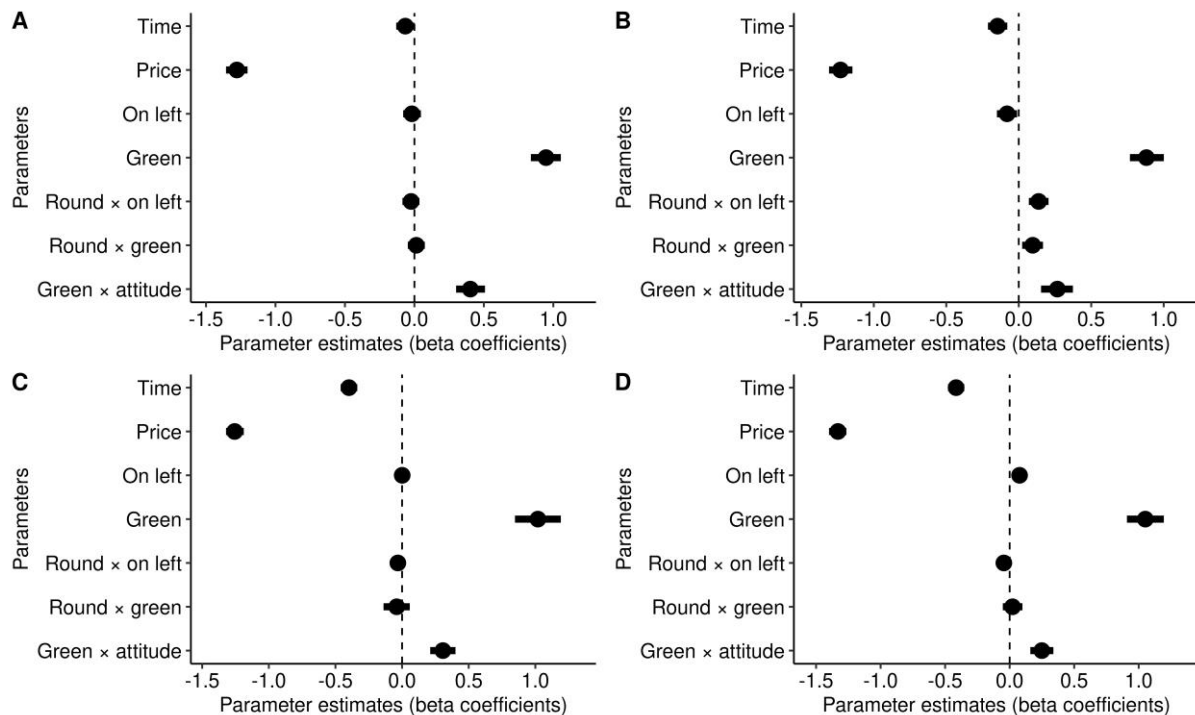 A
Parameters
Time
Price
On left
Green
Round × on left
Round × green
Green × attitude
-1.5 -1.0 -0.5 0.0 0.5 1.0
Parameter estimates (beta coefficients)
B
Parameters
Time
Price
On left
Green
Round × on left
Round × green
Green × attitude
-1.5 -1.0 -0.5 0.0 0.5 1.0
Parameter estimates (beta coefficients)
C
Parameters
Time
Price
On left
Green
Round × on left
Round × green
Green × attitude
-1.5 -1.0 -0.5 0.0 0.5 1.0
Parameter estimates (beta coefficients)
D
Parameters
Time
Price
On left
Green
Round × on left
Round × green
Green × attitude
-1.5 -1.0 -0.5 0.0 0.5 1.0
Parameter estimates (beta coefficients)